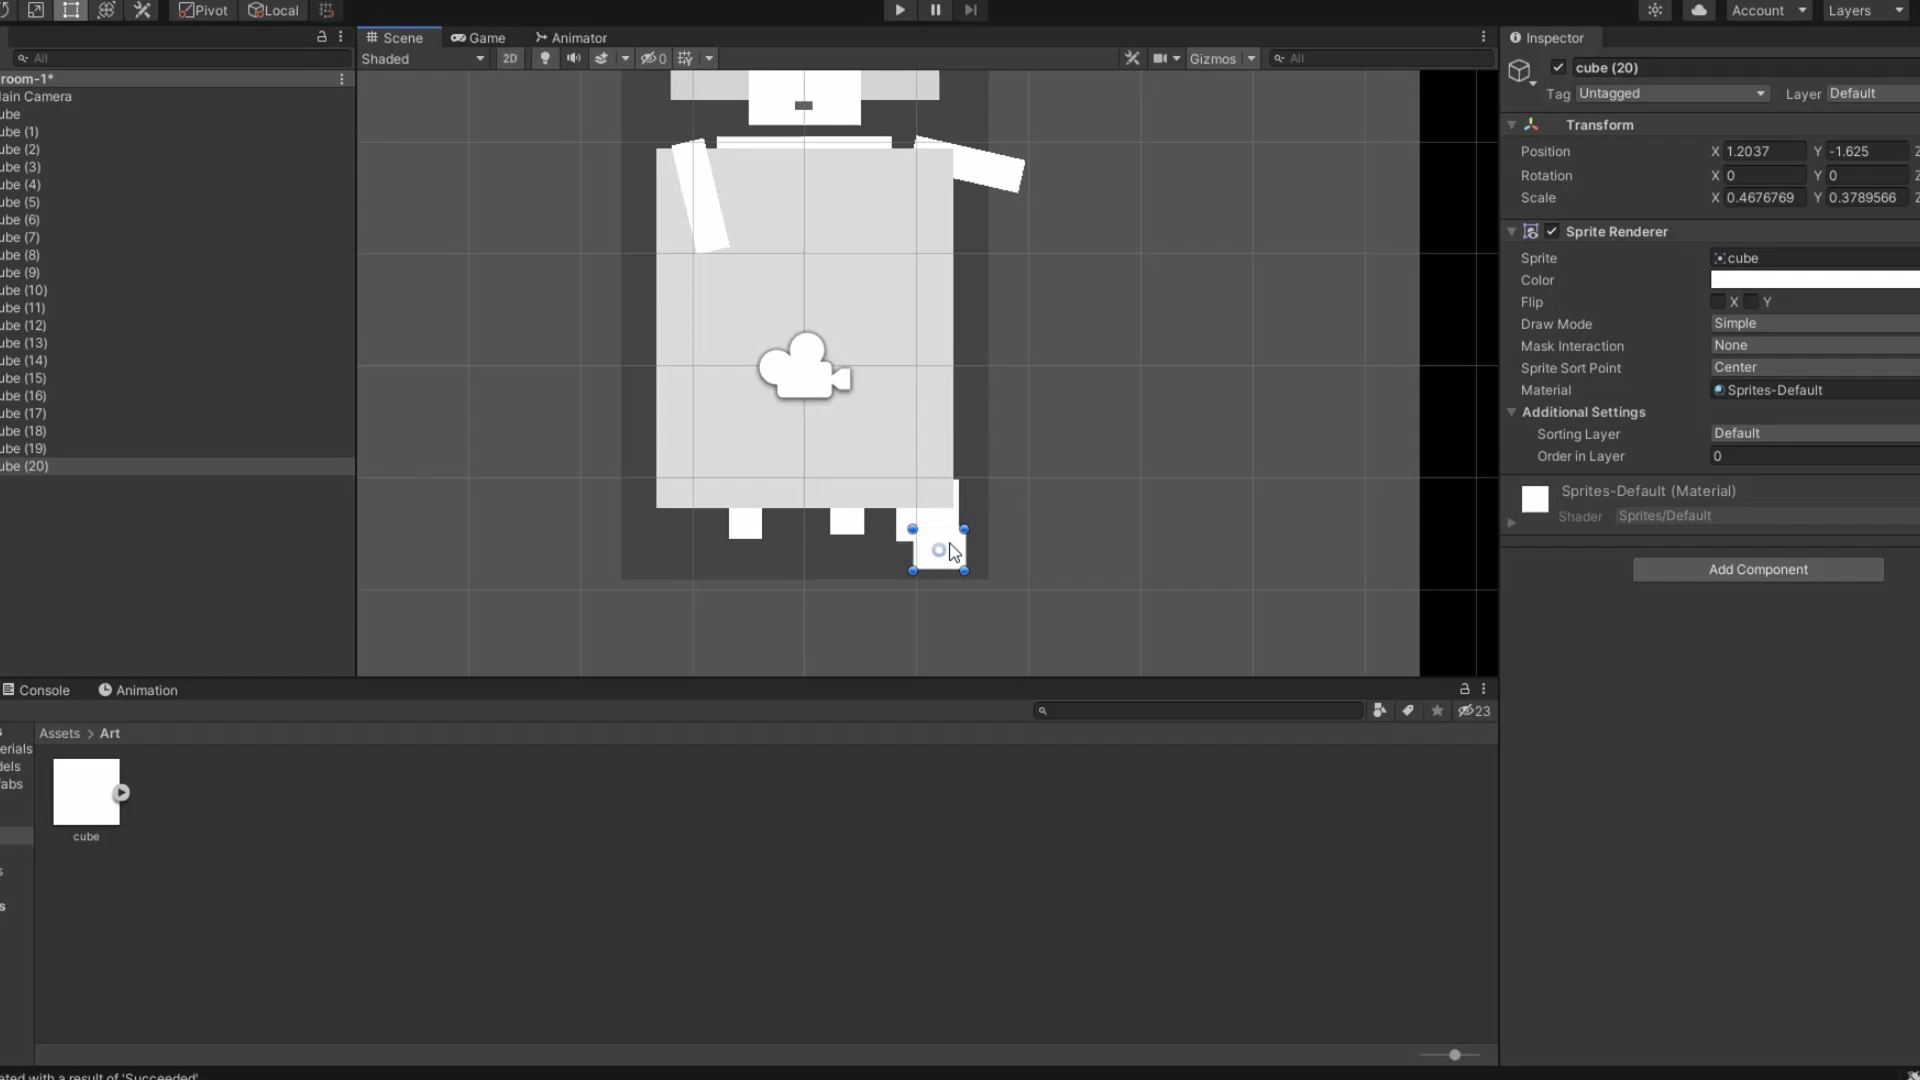 Pivot Local Account Layers
Scene Game Animator Inspector
All
Shaded 2D 0 Gizmos All
room-1*
ain Camera
ube
ube (1)
ube (2)
ube (3)
ube (4)
ube (5)
ube (6)
ube (7)
ube (8)
ube (9)
ube (10)
ube (11)
ube (12)
ube (13)
ube (14)
ube (15)
ube (16)
ube (17)
ube (18)
ube (19)
ube (20)
cube (20)
Tag Untagged Layer Default
Transform
Position X 1.2037 Y -1.625 Z
Rotation X 0 Y 0 Z
Scale X 0.4676769 Y 0.3789566 Z
Sprite Renderer
Sprite cube
Color
Flip X Y
Draw Mode Simple
Mask Interaction None
Sprite Sort Point Center
Material Sprites-Default
Additional Settings
Sorting Layer Default
Order in Layer 0
Sprites-Default (Material)
Shader Sprites/Default
Add Component
Console Animation
23
Assets > Art
s
erials
dels
fabs
s
s
cube
eted with a result of 'Succeeded'